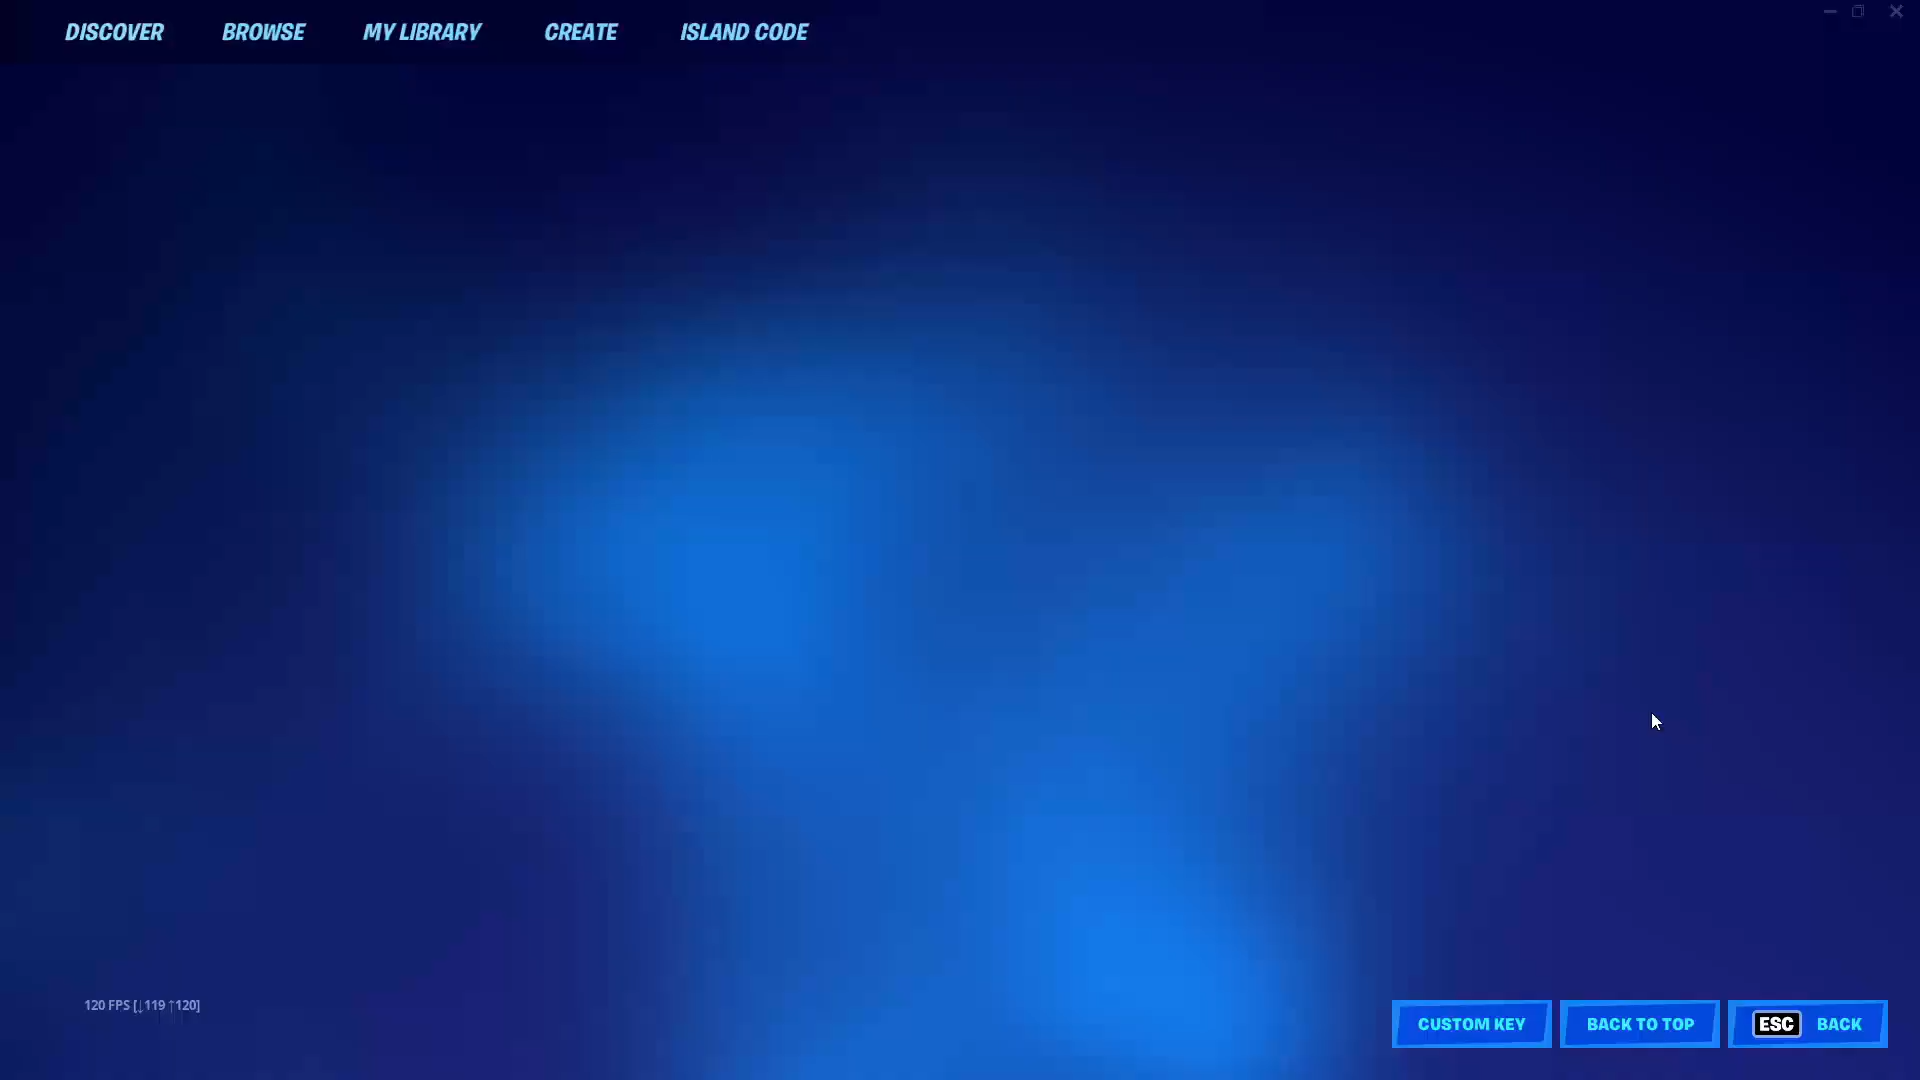 DISCOVER BROWSE MY LIBRARY CREATE ISLAND CODE
120 FPS [↓119 ↑120]
CUSTOM KEY BACK TO TOP ESC BACK